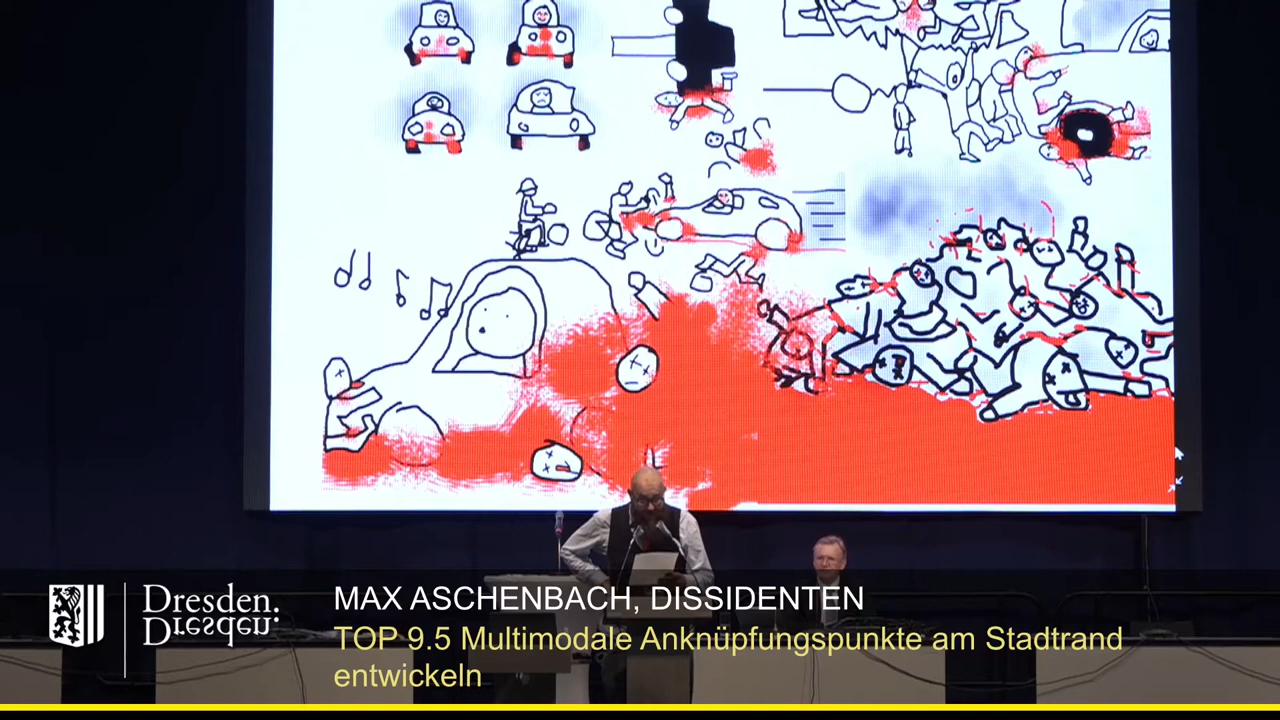 Dresden.
Dresden.
MAX ASCHENBACH, DISSIDENTEN
TOP 9.5 Multimodale Anknüpfungspunkte am Stadtrand
entwickeln